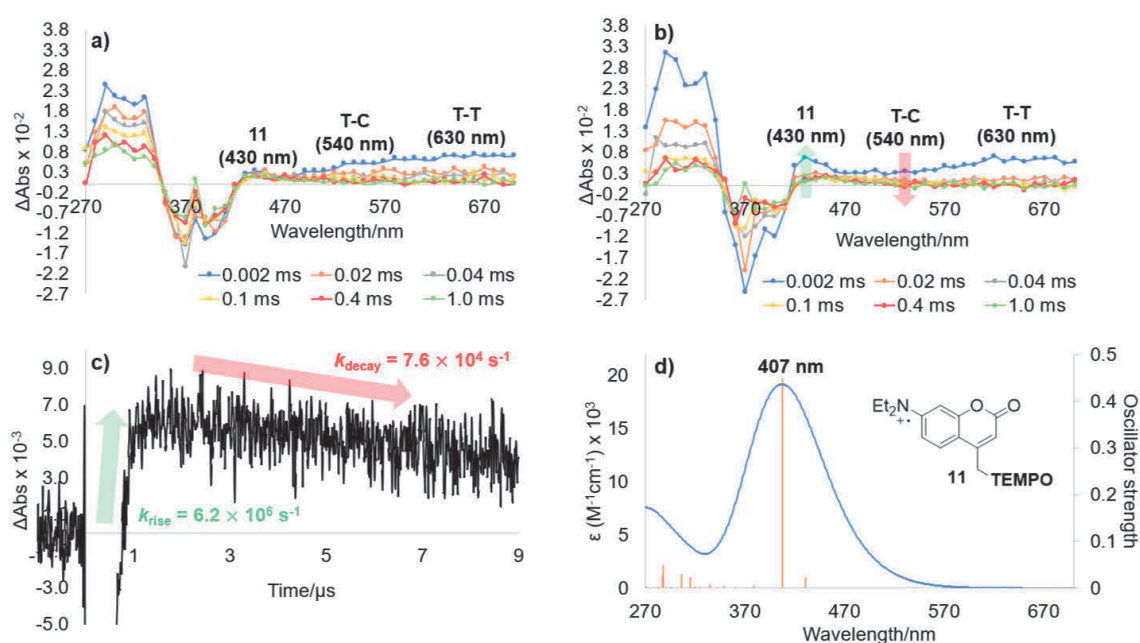 a)
3.8
3.3
2.8
2.3
1.8
1.3
0.8
0.3
-0.2
-0.7
-1.2
-1.7
-2.2
-2.7
ΔAbs x 10⁻²
11
(430 nm)
T-C
(540 nm)
T-T
(630 nm)
270 370 470 570 670
Wavelength/nm
0.002 ms 0.02 ms 0.04 ms
0.1 ms 0.4 ms 1.0 ms
b)
3.8
3.3
2.8
2.3
1.8
1.3
0.8
0.3
-0.2
-0.7
-1.2
-1.7
-2.2
-2.7
ΔAbs x 10⁻²
11
(430 nm)
T-C
(540 nm)
T-T
(630 nm)
270 370 470 570 670
Wavelength/nm
0.002 ms 0.02 ms 0.04 ms
0.1 ms 0.4 ms 1.0 ms
c)
9.0
7.0
5.0
3.0
1.0
-1.0
-3.0
-5.0
ΔAbs x 10⁻³
k_decay = 7.6 × 10⁴ s⁻¹
k_rise = 6.2 × 10⁶ s⁻¹
1 3 5 7 9
Time/µs
d)
407 nm
20
15
10
5
0
ε (M⁻¹cm⁻¹) x 10³
Et₂N
+•
O
O
11
TEMPO
0.5
0.4
0.3
0.2
0.1
0
Oscillator strength
270 370 470 570 670
Wavelength/nm